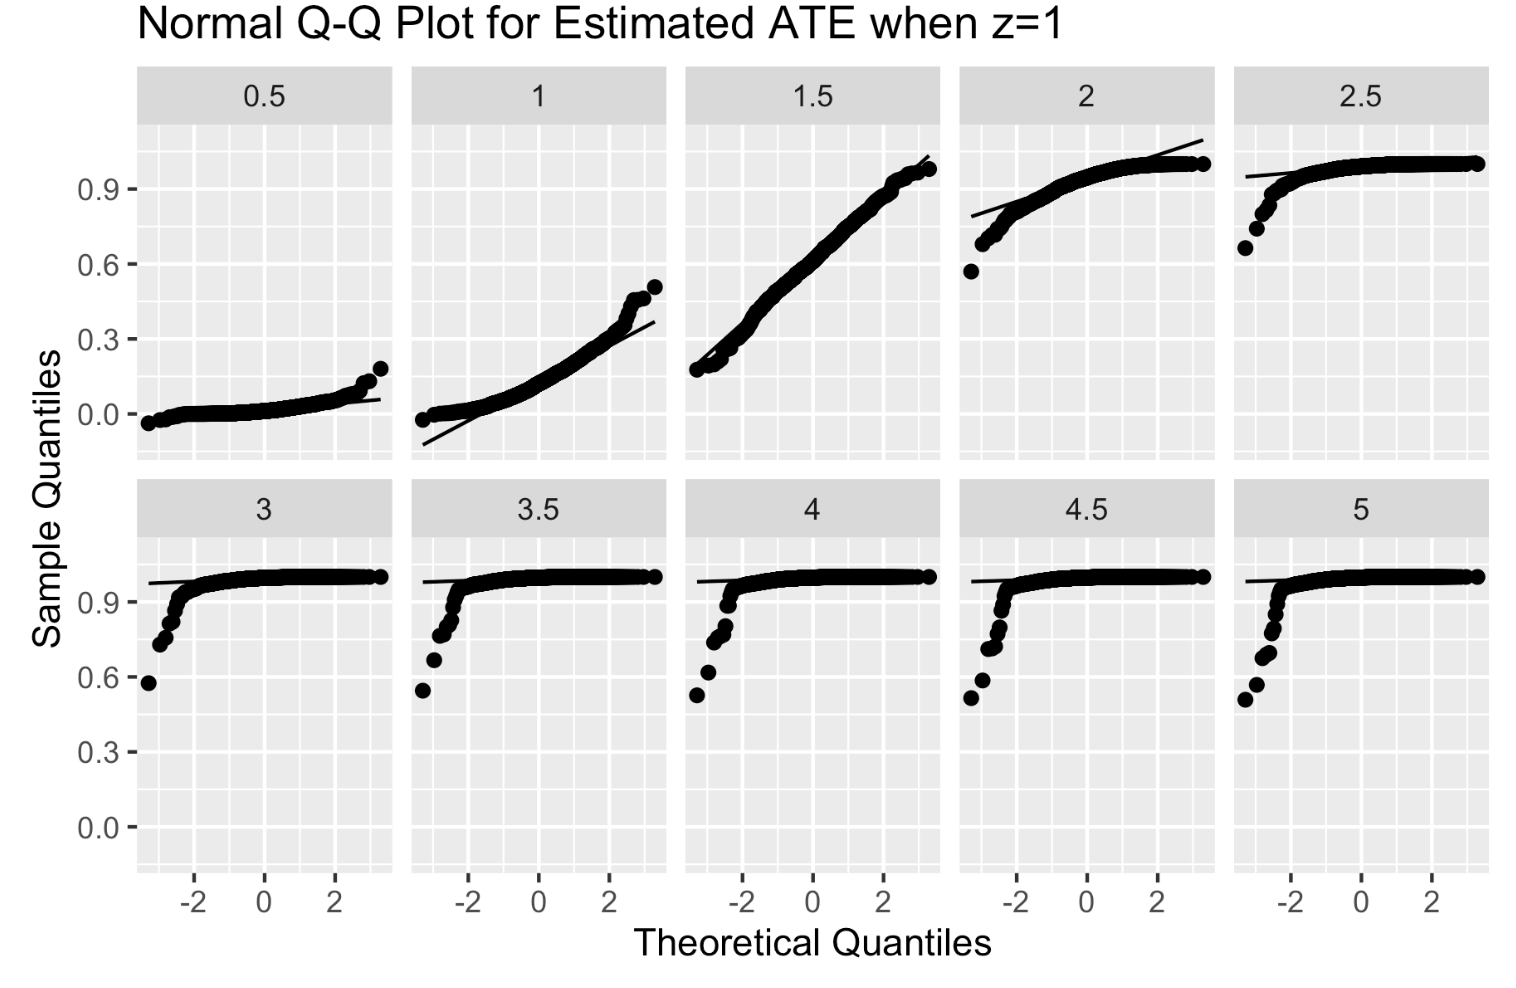 Normal Q-Q Plot for Estimated ATE when z=1
0.5 1 1.5 2 2.5
0.9
0.6
0.3
0.0
3 3.5 4 4.5 5
0.9
0.6
0.3
0.0
-2 0 2 -2 0 2 -2 0 2 -2 0 2 -2 0 2
Sample Quantiles
Theoretical Quantiles